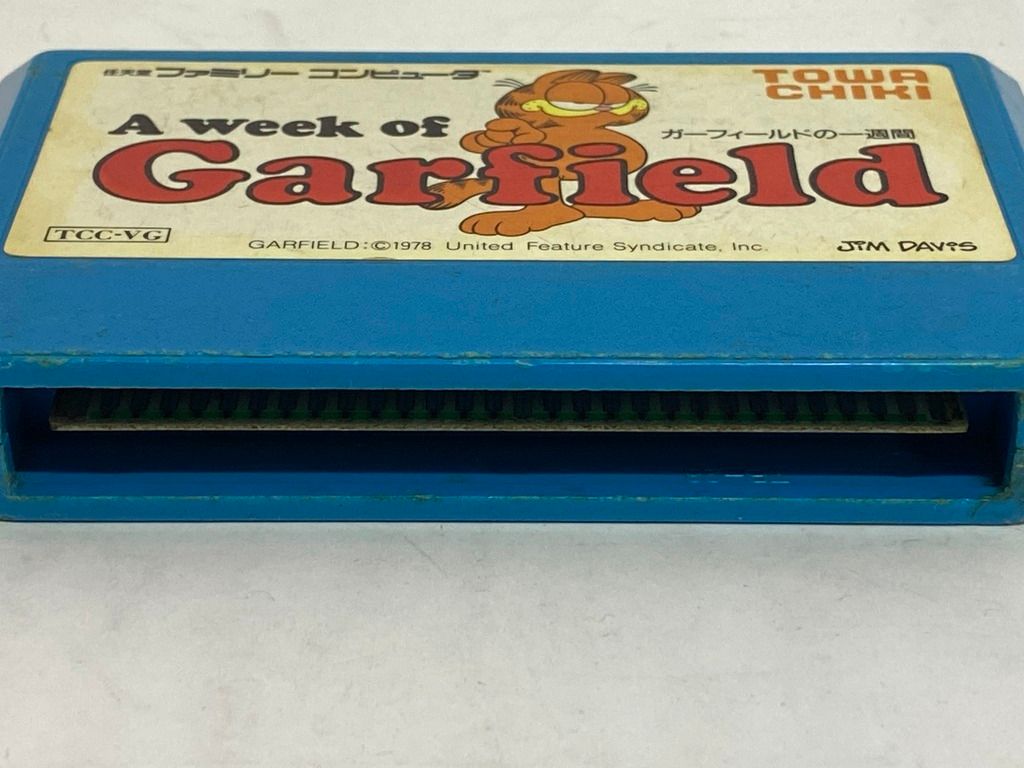 任天堂 ファミリー コンピュータ™
TOWA
CHIKI
A week of
ガーフィールドの一週間
Garfield
TCC-VG
GARFIELD:©1978 United Feature Syndicate, Inc.
JIM DAVIS